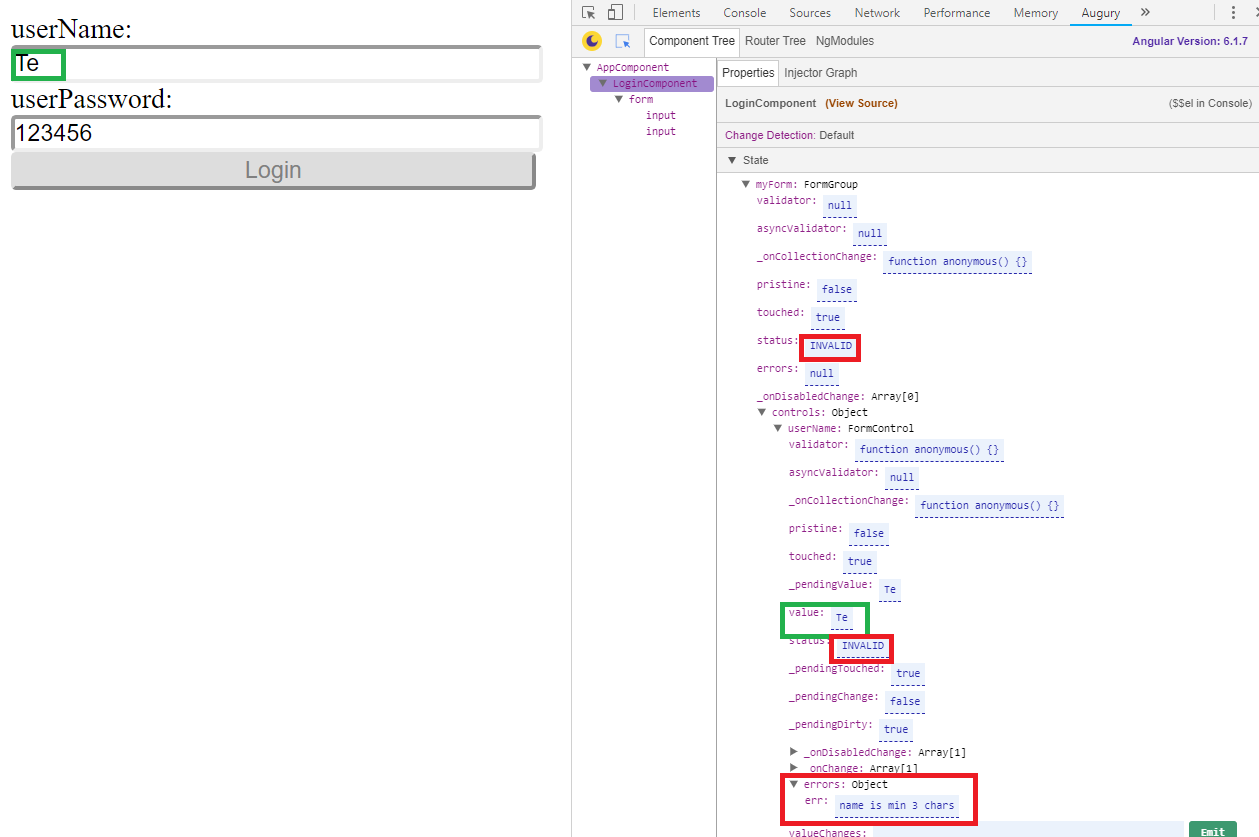 userName:
Te
userPassword:
123456
Login
Elements Console Sources Network Performance Memory Augury »
Component Tree Router Tree NgModules Angular Version: 6.1.7
AppComponent
LoginComponent
form
input
input
Properties Injector Graph
LoginComponent (View Source) ($$el in Console)
Change Detection: Default
State
myForm: FormGroup
validator: null
asyncValidator: null
_onCollectionChange: function anonymous() {}
pristine: false
touched: true
status: INVALID
errors: null
_onDisabledChange: Array[0]
controls: Object
userName: FormControl
validator: function anonymous() {}
asyncValidator: null
_onCollectionChange: function anonymous() {}
pristine: false
touched: true
_pendingValue: Te
value: Te
status: INVALID
_pendingTouched: true
_pendingChange: false
_pendingDirty: true
_onDisabledChange: Array[1]
_onChange: Array[1]
errors: Object
err: name is min 3 chars
valueChanges: Emit